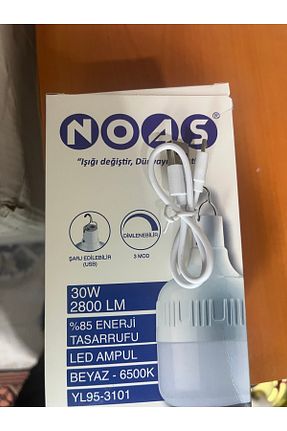 NOAS®
"Işığı değiştir,
ŞARJ EDİLEBİLİR
(USB)
DİMLENEBİLİR
3 MOD
30W
2800 LM
%85 ENERJİ
TASARRUFU
LED AMPUL
BEYAZ - 6500K
YL95-3101